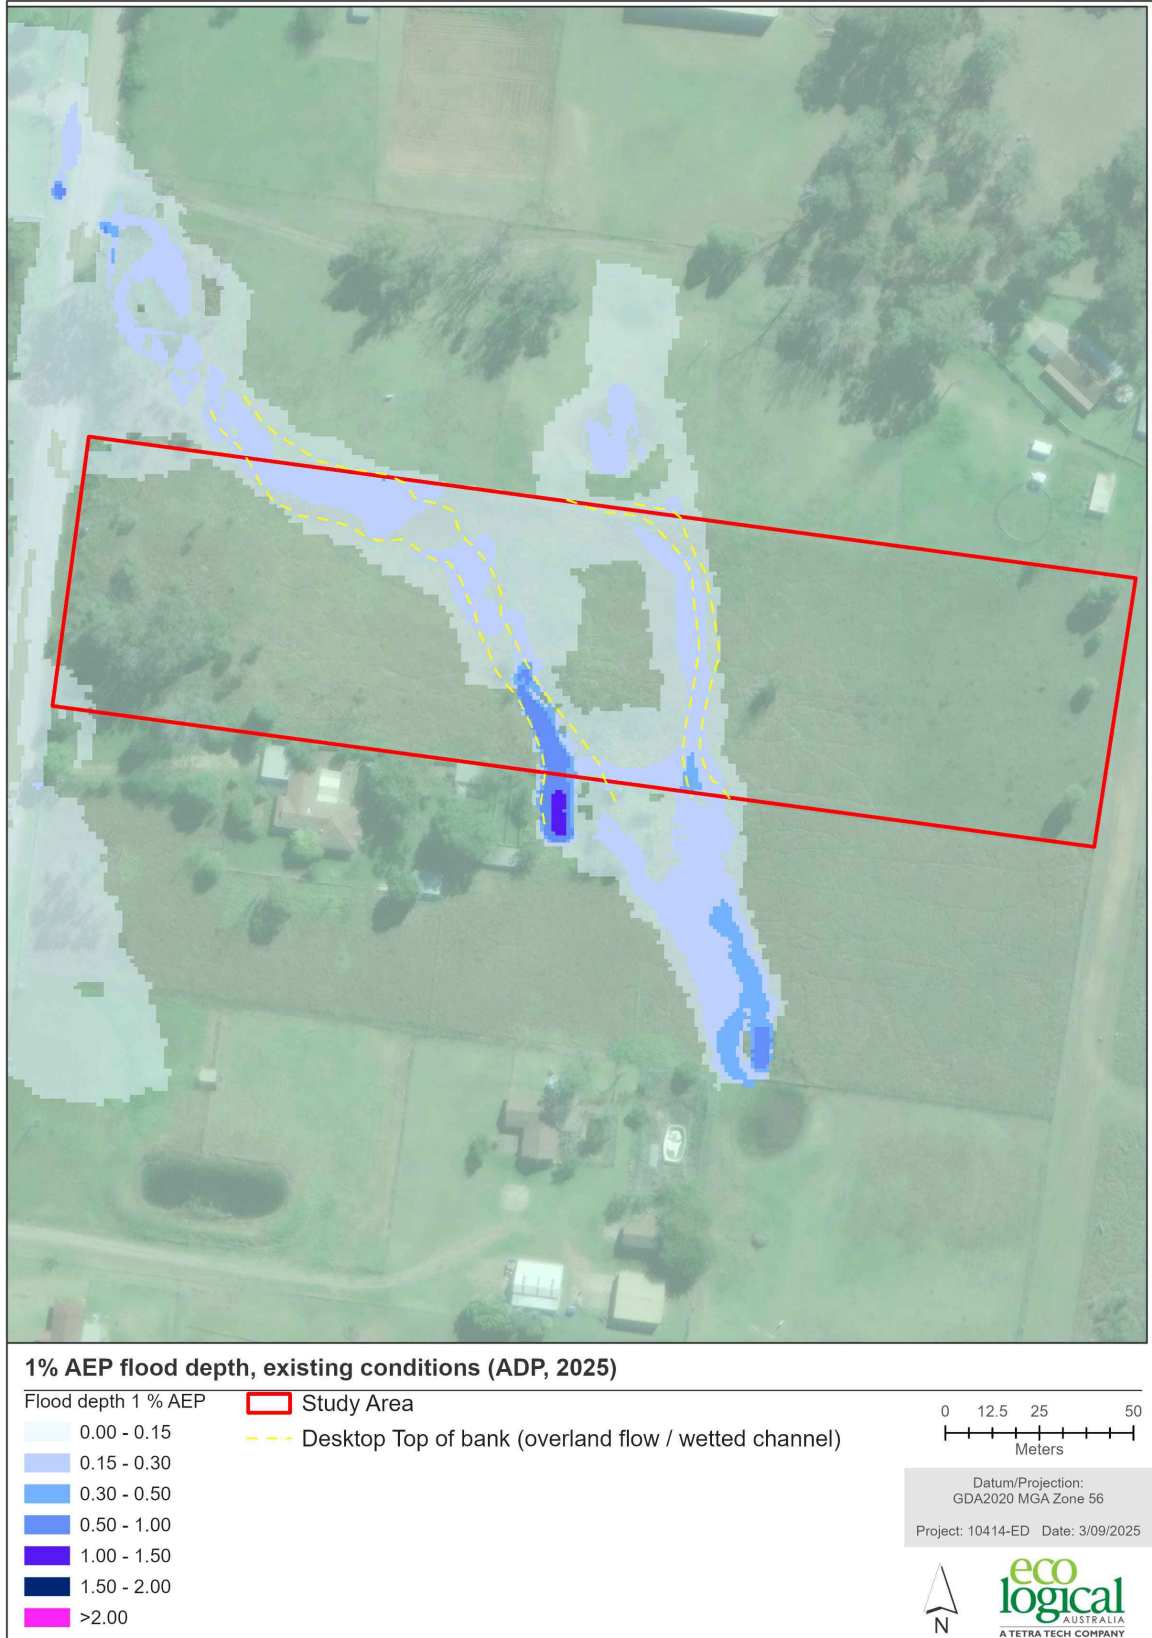 1% AEP flood depth, existing conditions (ADP, 2025)
Flood depth 1 % AEP
0.00 - 0.15
0.15 - 0.30
0.30 - 0.50
0.50 - 1.00
1.00 - 1.50
1.50 - 2.00
>2.00
Study Area
Desktop Top of bank (overland flow / wetted channel)
0 12.5 25 50
Meters
Datum/Projection:
GDA2020 MGA Zone 56
Project: 10414-ED Date: 3/09/2025
N
eco
logical
AUSTRALIA
A TETRA TECH COMPANY